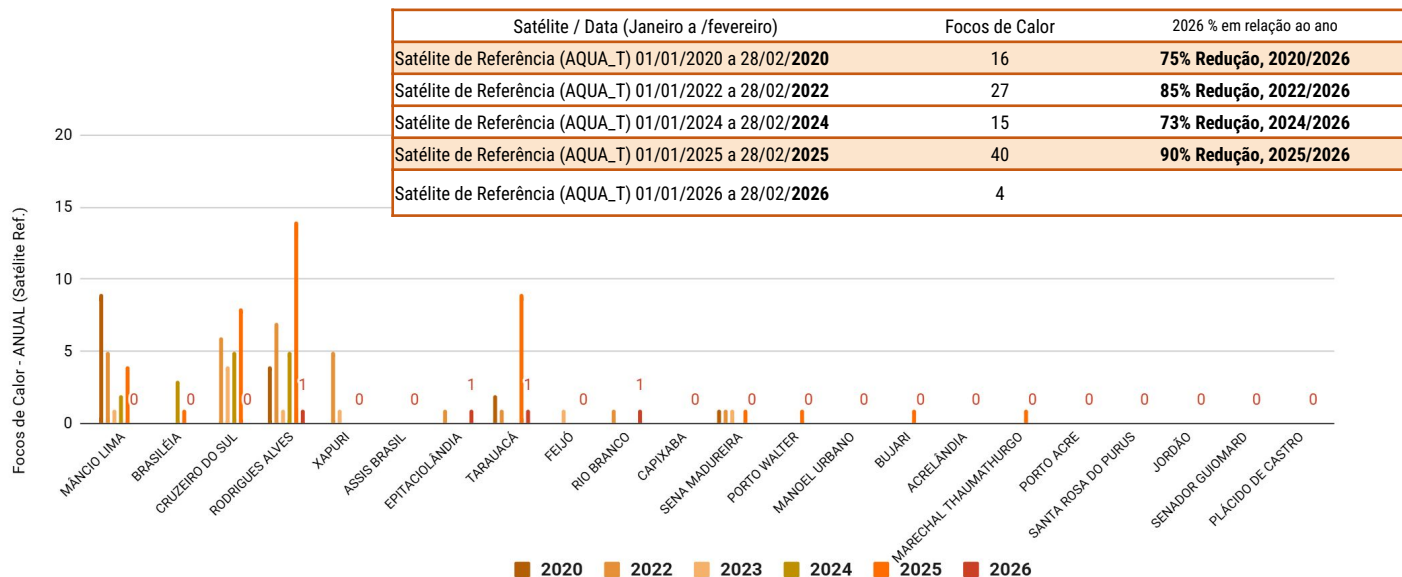 Satélite / Data (Janeiro a /fevereiro) Focos de Calor 2026 % em relação ao ano
Satélite de Referência (AQUA_T) 01/01/2020 a 28/02/2020 16 75% Redução, 2020/2026
Satélite de Referência (AQUA_T) 01/01/2022 a 28/02/2022 27 85% Redução, 2022/2026
Satélite de Referência (AQUA_T) 01/01/2024 a 28/02/2024 15 73% Redução, 2024/2026
Satélite de Referência (AQUA_T) 01/01/2025 a 28/02/2025 40 90% Redução, 2025/2026
Satélite de Referência (AQUA_T) 01/01/2026 a 28/02/2026 4
Focos de Calor - ANUAL (Satélite Ref.)
20
15
10
5
0
0 0 0 1 0 0 1 1 0 1 0 0 0 0 0 0 0 0 0 0 0 0
MÂNCIO LIMA
BRASILÉIA
CRUZEIRO DO SUL
RODRIGUES ALVES
XAPURI
ASSIS BRASIL
EPITACIOLÂNDIA
TARAUACÁ
FEIJÓ
RIO BRANCO
CAPIXABA
SENA MADUREIRA
PORTO WALTER
MANOEL URBANO
BUJARI
ACRELÂNDIA
MARECHAL THAUMATHURGO
PORTO ACRE
SANTA ROSA DO PURUS
JORDÃO
SENADOR GUIOMARD
PLÁCIDO DE CASTRO
2020 2022 2023 2024 2025 2026